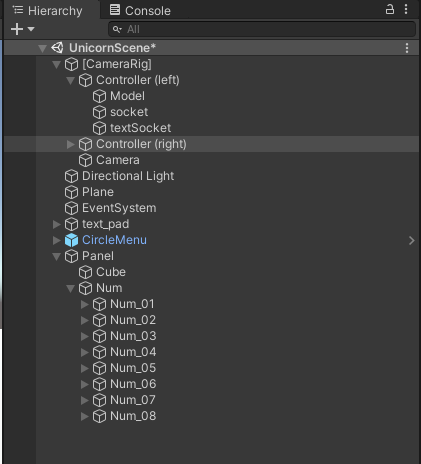 Hierarchy Console
All
UnicornScene*
[CameraRig]
Controller (left)
Model
socket
textSocket
Controller (right)
Camera
Directional Light
Plane
EventSystem
text_pad
CircleMenu
Panel
Cube
Num
Num_01
Num_02
Num_03
Num_04
Num_05
Num_06
Num_07
Num_08